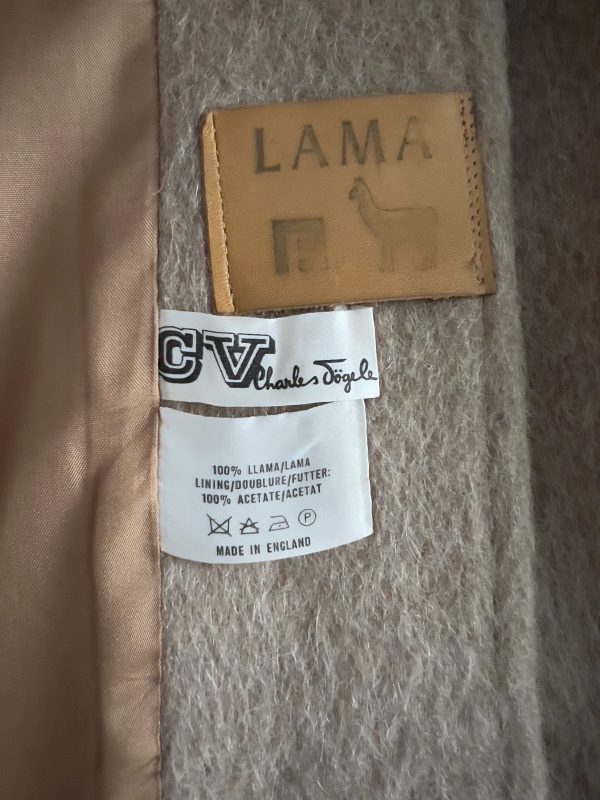 LAMA
CV
Charles Vögele
100% LLAMA/LAMA
LINING/DOUBLURE/FUTTER:
100% ACETATE/ACETAT
P
MADE IN ENGLAND